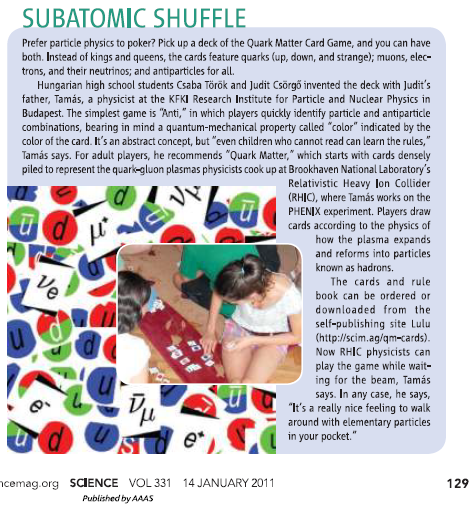 SUBATOMIC SHUFFLE
Prefer particle physics to poker? Pick up a deck of the Quark Matter Card Game, and you can have
both. Instead of kings and queens, the cards feature quarks (up, down, and strange); muons, elec-
trons, and their neutrinos; and antiparticles for all.
Hungarian high school students Csaba Török and Judit Csörgő invented the deck with Judit's
father, Tamás, a physicist at the KFKI Research Institute for Particle and Nuclear Physics in
Budapest. The simplest game is "Anti," in which players quickly identify particle and antiparticle
combinations, bearing in mind a quantum-mechanical property called "color" indicated by the
color of the card. It's an abstract concept, but "even children who cannot read can learn the rules,"
Tamás says. For adult players, he recommends "Quark Matter," which starts with cards densely
piled to represent the quark-gluon plasmas physicists cook up at Brookhaven National Laboratory's
Relativistic Heavy Ion Collider
(RHIC), where Tamás works on the
PHENIX experiment. Players draw
cards according to the physics of
how the plasma expands
and reforms into particles
known as hadrons.
The cards and rule
book can be ordered or
downloaded from the
self-publishing site Lulu
(http://scim.ag/qm-cards).
Now RHIC physicists can
play the game while wait-
ing for the beam, Tamás
says. In any case, he says,
"It's a really nice feeling to walk
around with elementary particles
in your pocket."
ū d μ⁺ ν
d
νe
u d
e⁻ ν̄μ
d u s e⁺ u
ncemag.org SCIENCE VOL 331 14 JANUARY 2011 129
Published by AAAS